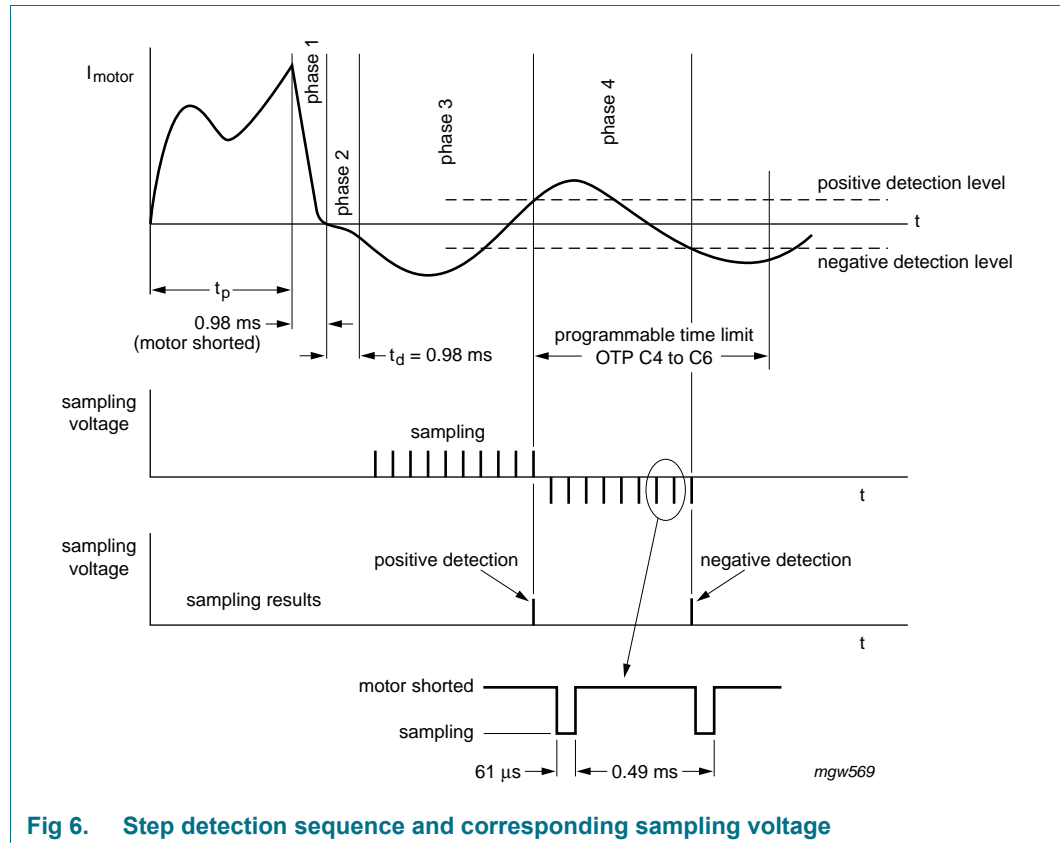 I motor
phase 1
phase 2
phase 3
phase 4
positive detection level
t
negative detection level
tp
0.98 ms
(motor shorted)
td = 0.98 ms
programmable time limit
OTP C4 to C6
sampling
voltage
sampling
t
sampling
voltage
positive detection
negative detection
sampling results
t
motor shorted
sampling
61 μs
0.49 ms
mgw569
Fig 6. Step detection sequence and corresponding sampling voltage